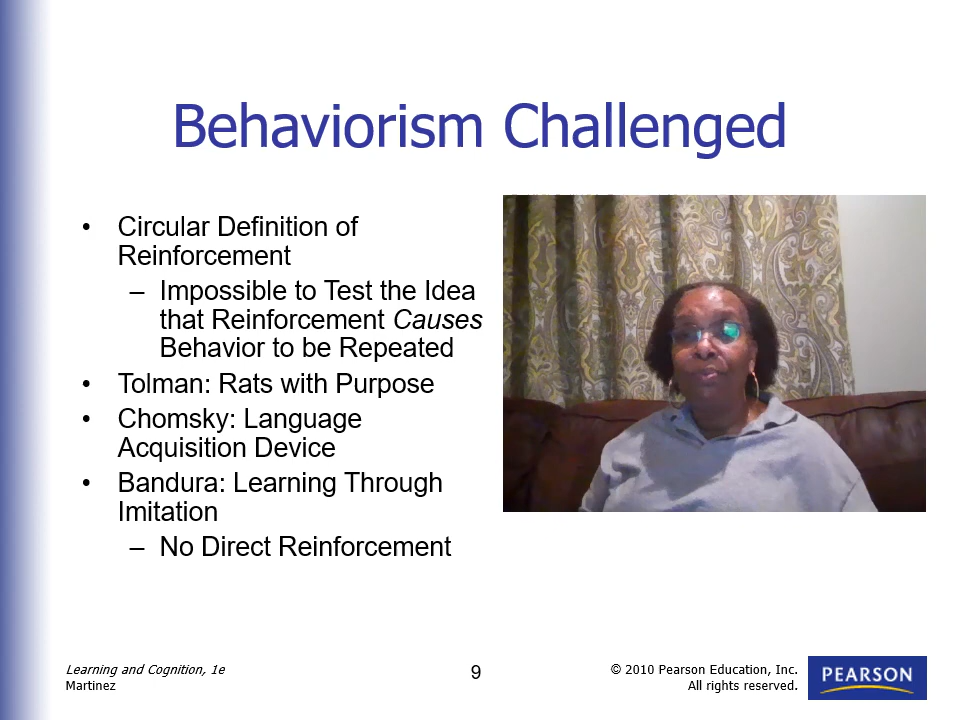 Behaviorism Challenged
• Circular Definition of
Reinforcement
– Impossible to Test the Idea
that Reinforcement Causes
Behavior to be Repeated
• Tolman: Rats with Purpose
• Chomsky: Language
Acquisition Device
• Bandura: Learning Through
Imitation
– No Direct Reinforcement
Learning and Cognition, 1e
Martinez
9
© 2010 Pearson Education, Inc.
All rights reserved.
PEARSON